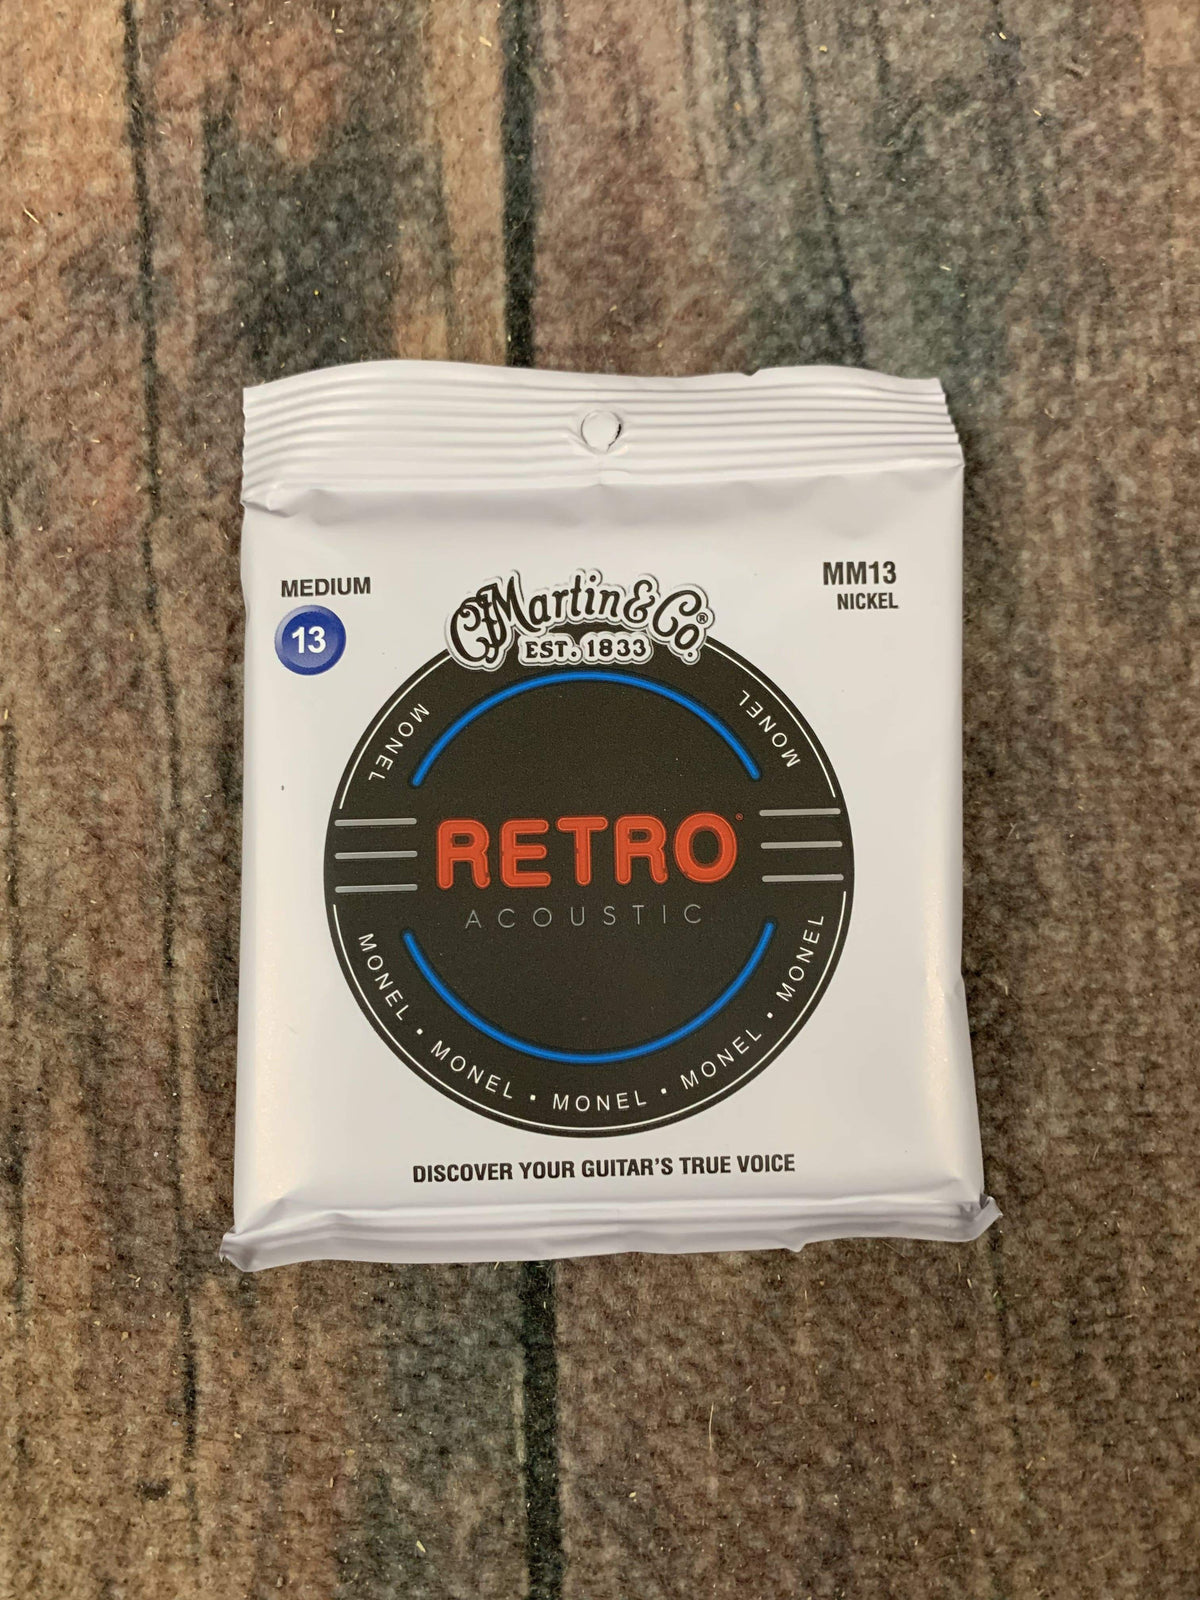 MEDIUM
13
MM13
NICKEL
CFMartin & Co.®
EST. 1833
MONEL
MONEL
RETRO®
ACOUSTIC
MONEL • MONEL • MONEL • MONEL • MONEL
DISCOVER YOUR GUITAR'S TRUE VOICE